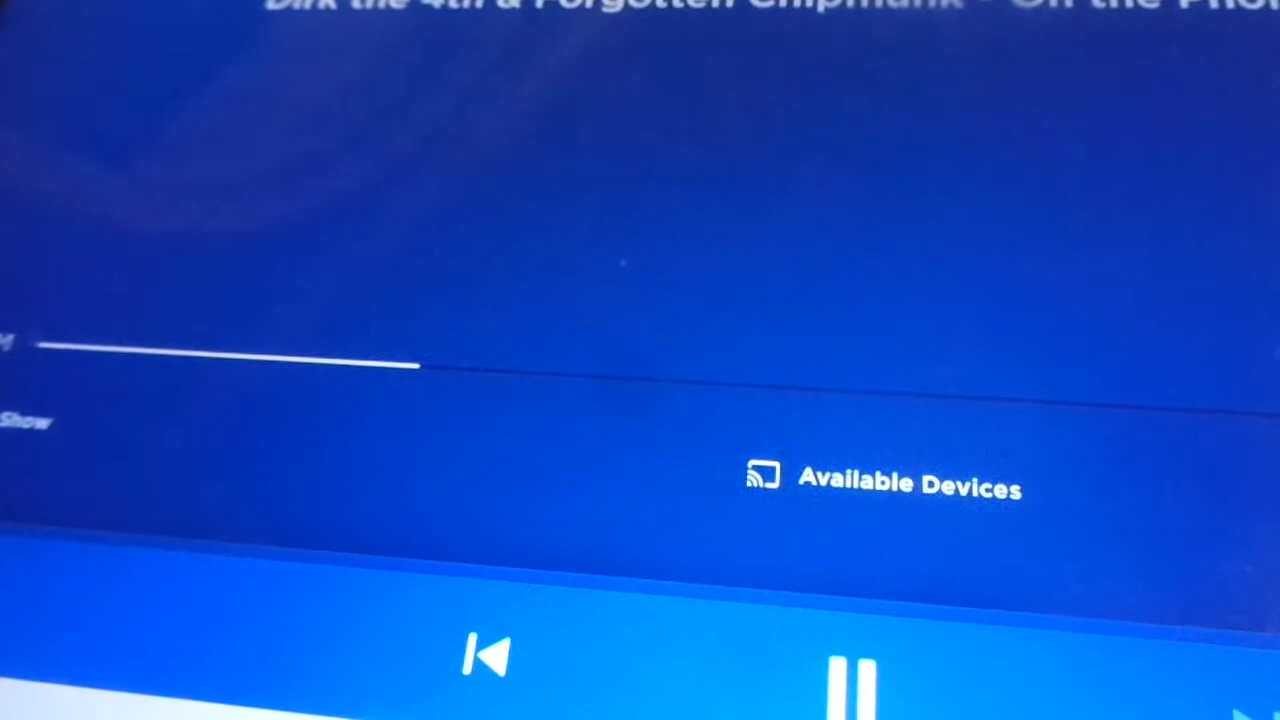 Dirk the 4th & Forgotten Chipmunk - On the
Show
Available Devices